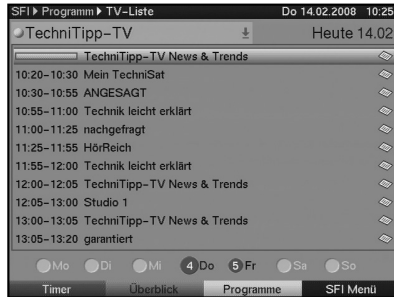 SFI Programm TV-Liste Do 14.02.2008 10:25
TechniTipp-TV Heute 14.02
TechniTipp-TV News & Trends
10:20-10:30 Mein TechniSat
10:30-10:55 ANGESAGT
10:55-11:00 Technik leicht erklärt
11:00-11:25 nachgefragt
11:25-11:55 HörReich
11:55-12:00 Technik leicht erklärt
12:00-12:05 TechniTipp-TV News & Trends
12:05-13:00 Studio 1
13:00-13:05 TechniTipp-TV News & Trends
13:05-13:20 garantiert
Mo Di Mi 4 Do 5 Fr Sa So
Timer Überblick Programme SFI Menü